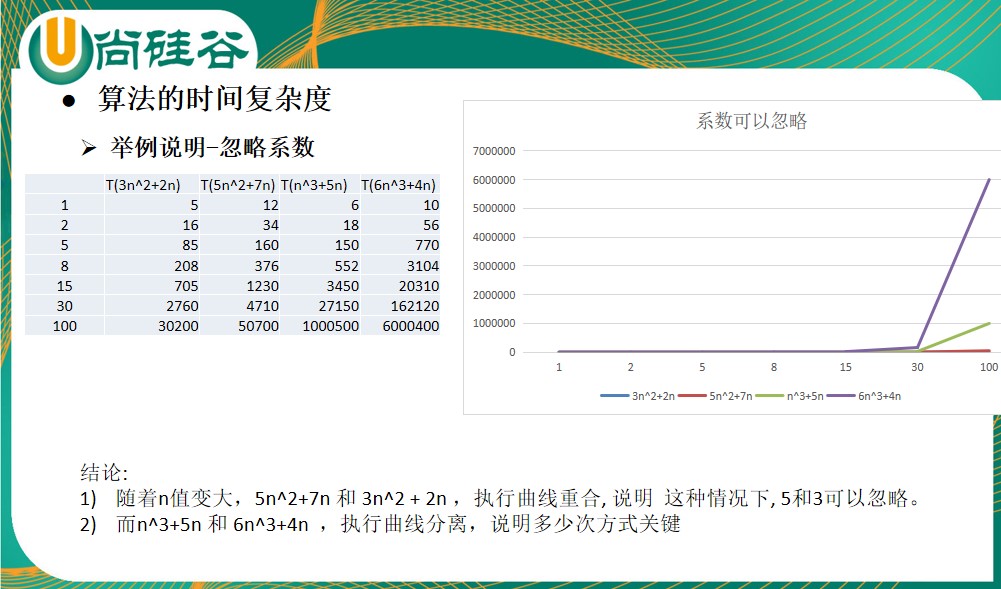 U尚硅谷
● 算法的时间复杂度
➢ 举例说明-忽略系数
T(3n^2+2n) T(5n^2+7n) T(n^3+5n) T(6n^3+4n)
1 5 12 6 10
2 16 34 18 56
5 85 160 150 770
8 208 376 552 3104
15 705 1230 3450 20310
30 2760 4710 27150 162120
100 30200 50700 1000500 6000400
系数可以忽略
7000000
6000000
5000000
4000000
3000000
2000000
1000000
0
1 2 5 8 15 30 100
3n^2+2n 5n^2+7n n^3+5n 6n^3+4n
结论:
1) 随着n值变大，5n^2+7n 和 3n^2 + 2n ，执行曲线重合, 说明 这种情况下, 5和3可以忽略。
2) 而n^3+5n 和 6n^3+4n ，执行曲线分离，说明多少次方式关键